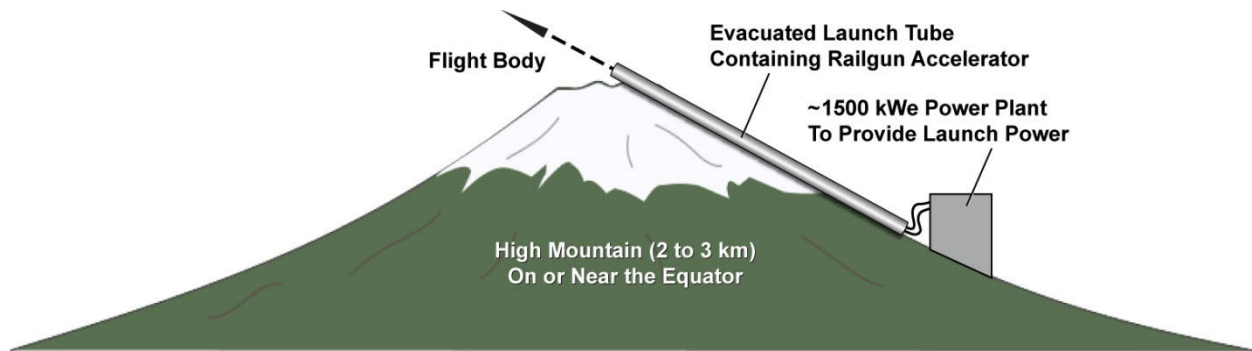 Evacuated Launch Tube
Containing Railgun Accelerator
Flight Body
~1500 kWe Power Plant
To Provide Launch Power
High Mountain (2 to 3 km)
On or Near the Equator